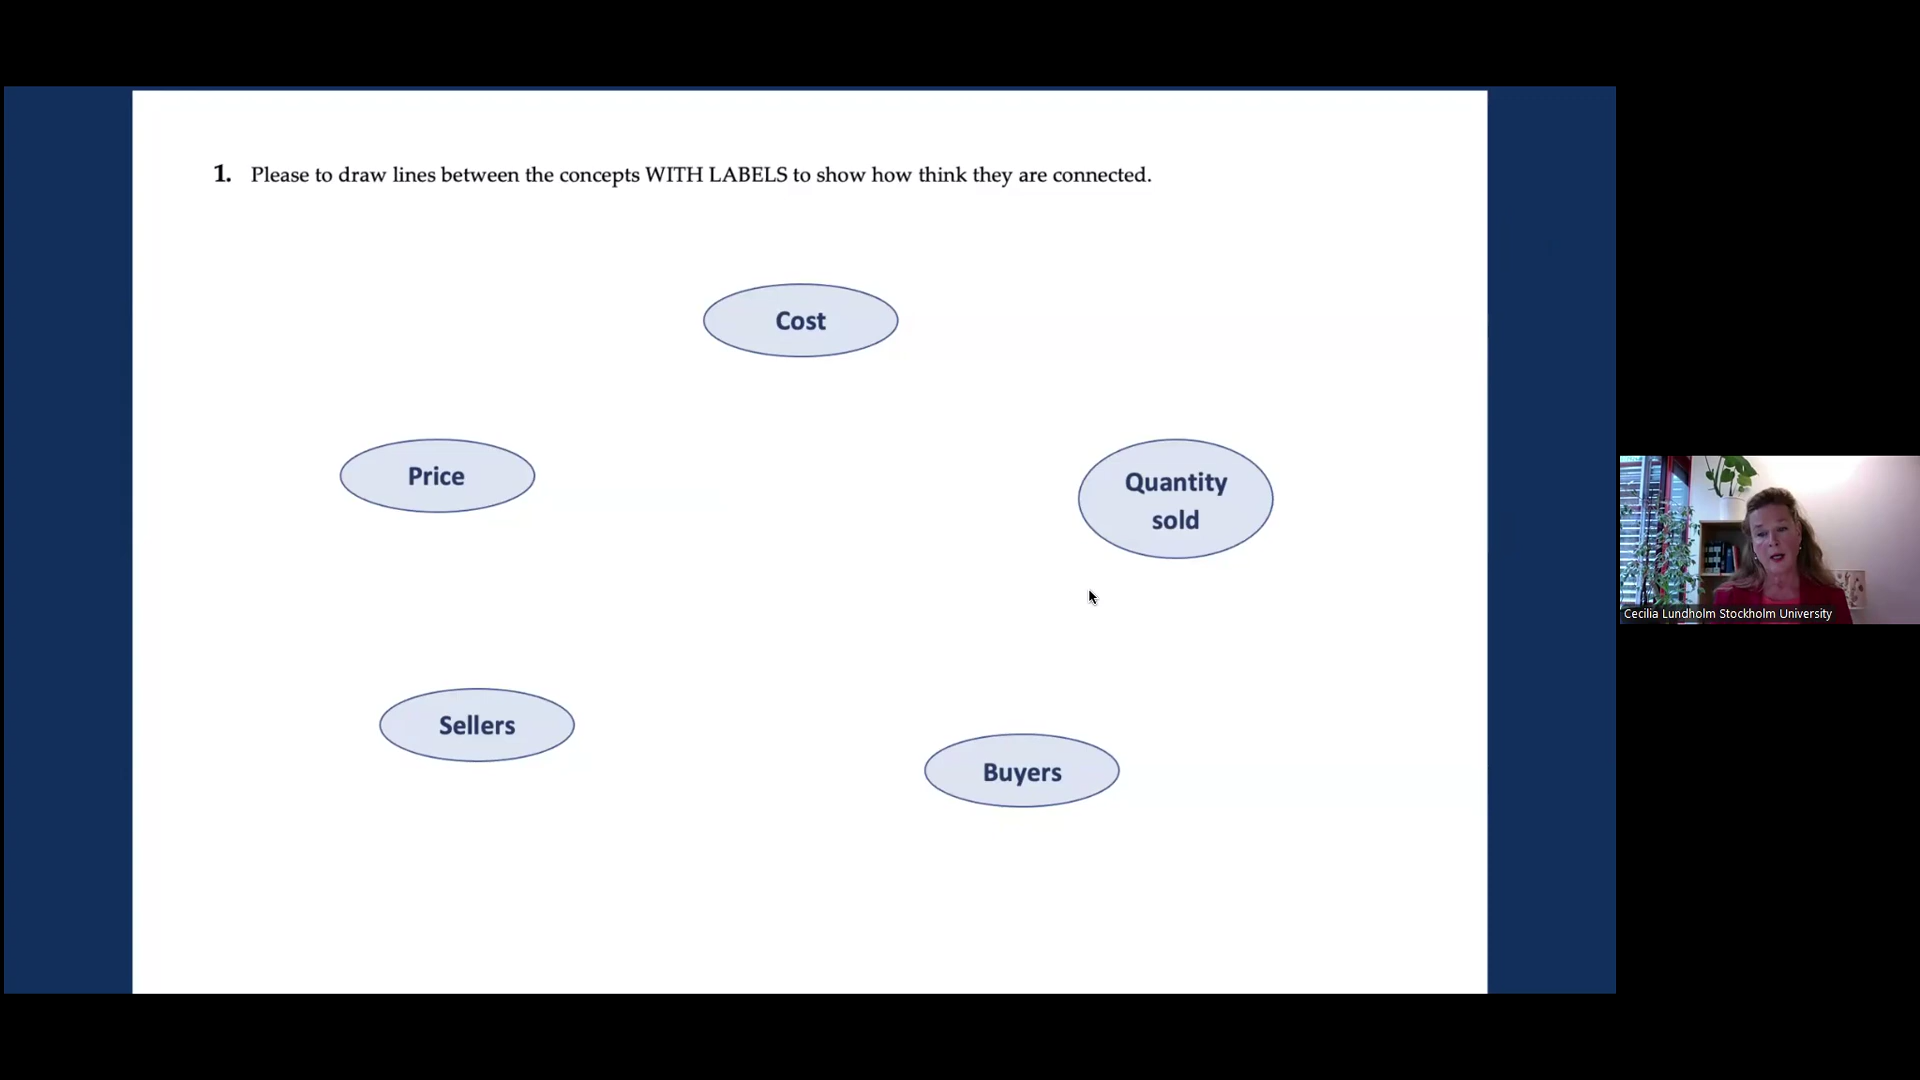 1. Please to draw lines between the concepts WITH LABELS to show how think they are connected.
Cost
Price
Quantity
sold
Sellers
Buyers
Cecilia Lundholm Stockholm University